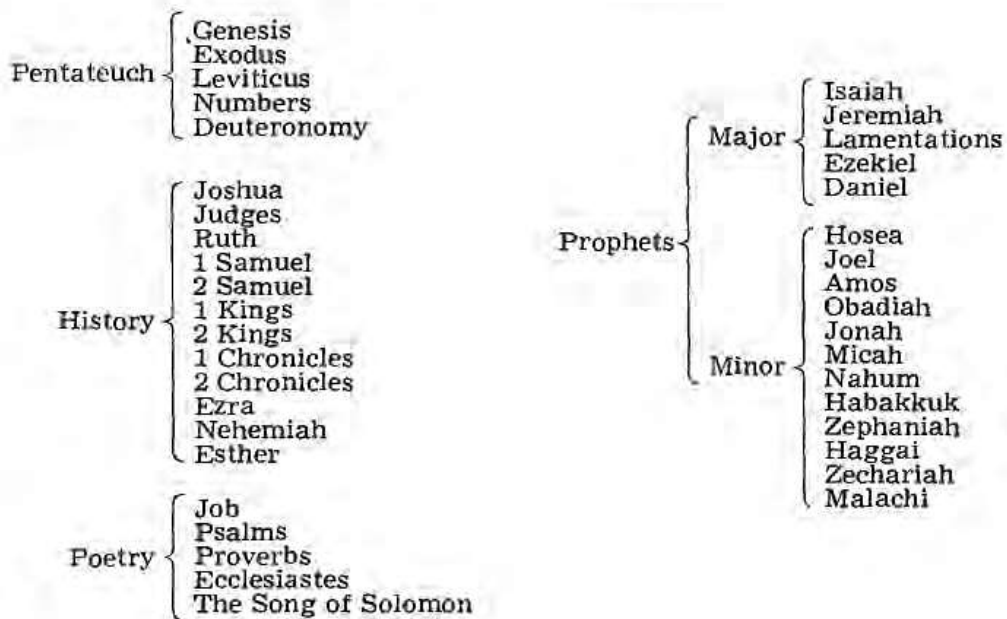 Pentateuch
Genesis
Exodus
Leviticus
Numbers
Deuteronomy
History
Joshua
Judges
Ruth
1 Samuel
2 Samuel
1 Kings
2 Kings
1 Chronicles
2 Chronicles
Ezra
Nehemiah
Esther
Poetry
Job
Psalms
Proverbs
Ecclesiastes
The Song of Solomon
Prophets
Major
Isaiah
Jeremiah
Lamentations
Ezekiel
Daniel
Minor
Hosea
Joel
Amos
Obadiah
Jonah
Micah
Nahum
Habakkuk
Zephaniah
Haggai
Zechariah
Malachi